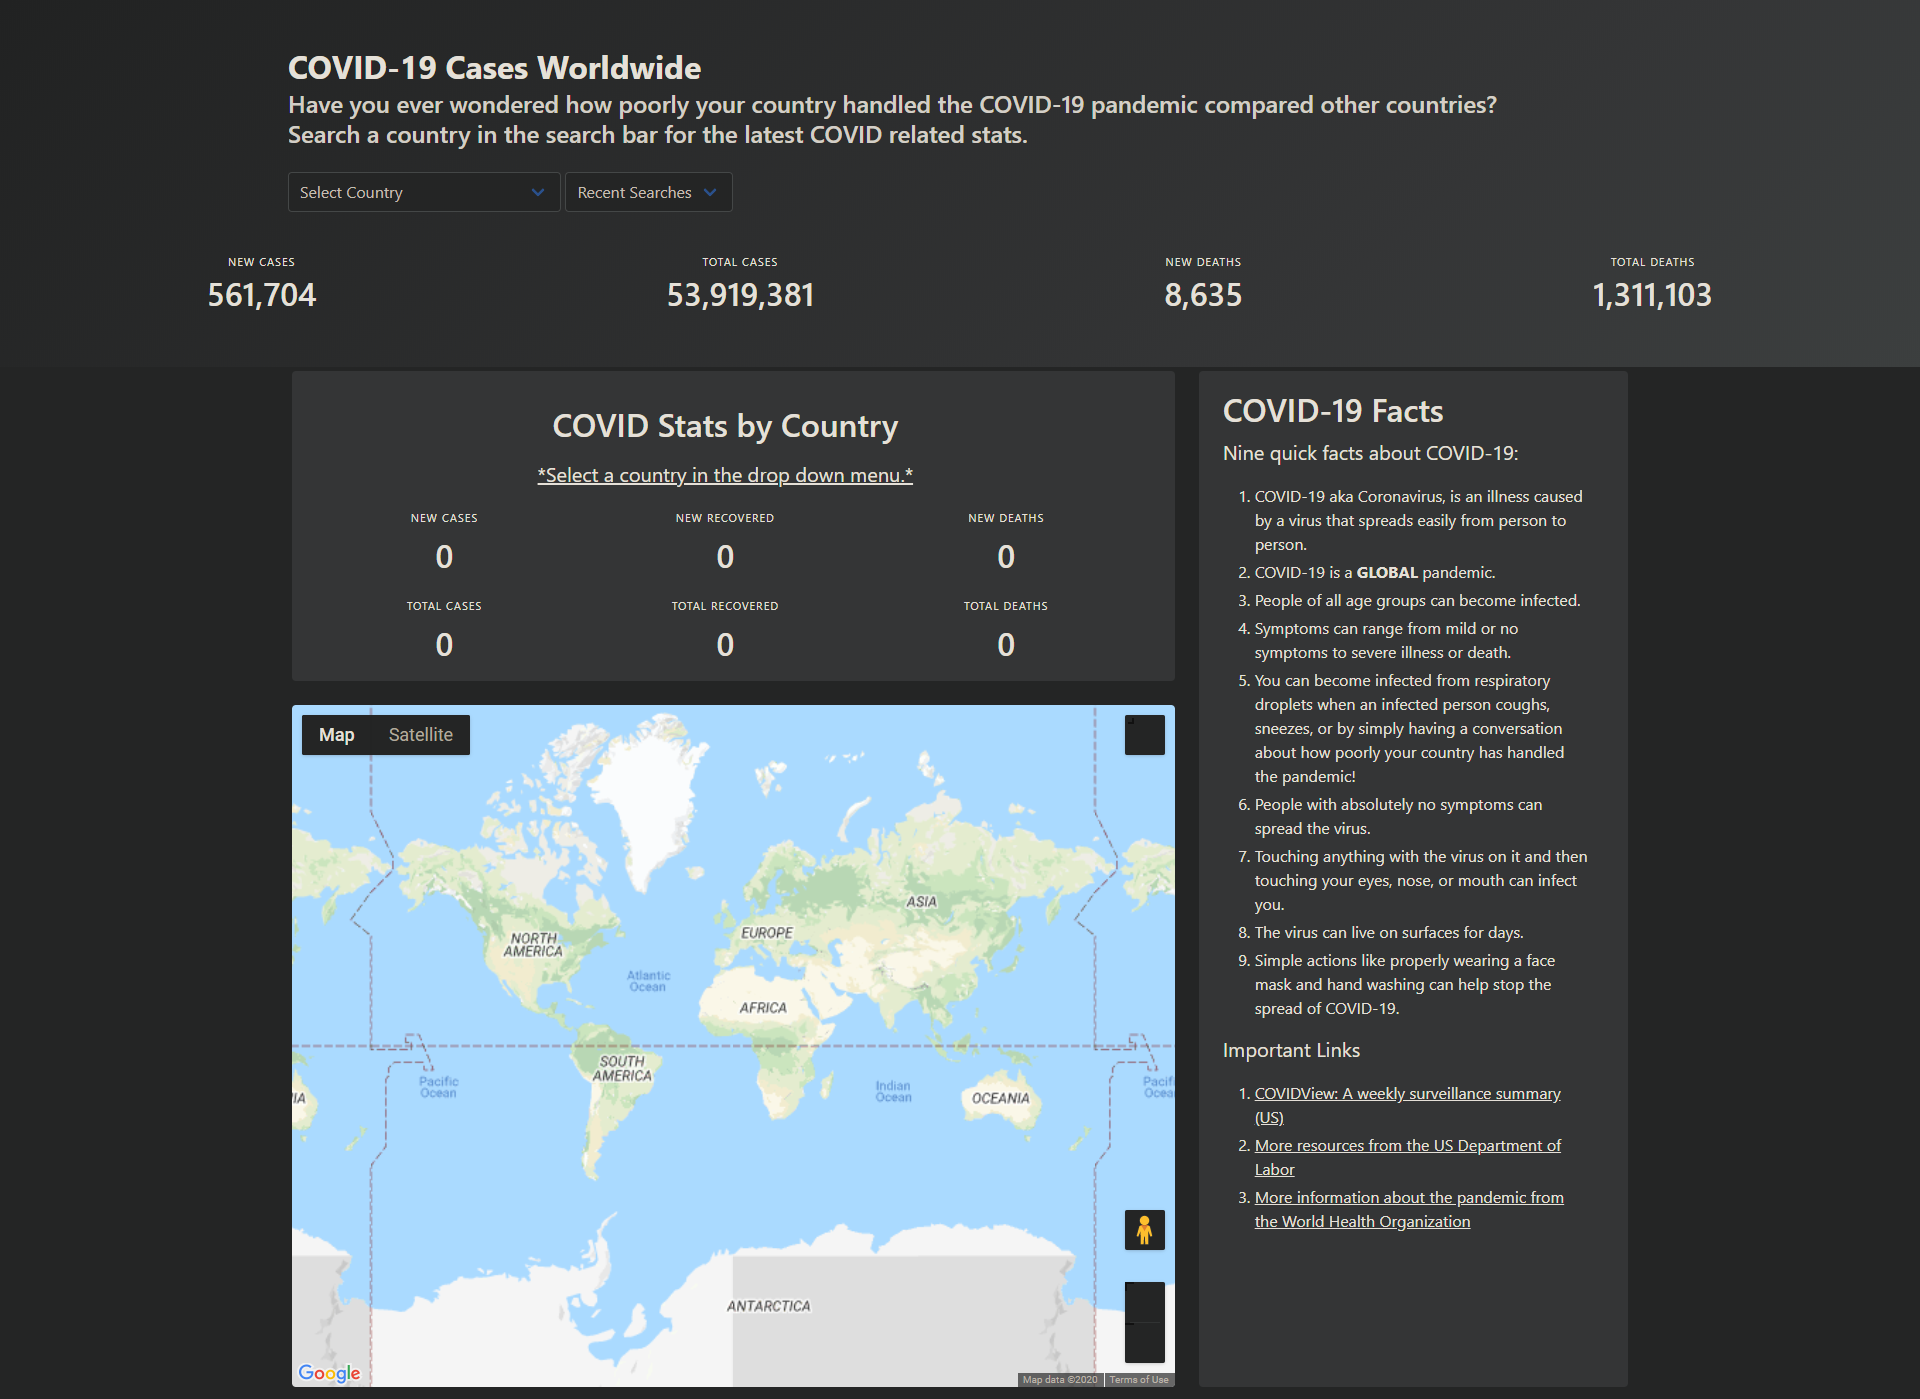 COVID-19 Cases Worldwide
Have you ever wondered how poorly your country handled the COVID-19 pandemic compared other countries?
Search a country in the search bar for the latest COVID related stats.
Select Country
Recent Searches
NEW CASES
561,704
TOTAL CASES
53,919,381
NEW DEATHS
8,635
TOTAL DEATHS
1,311,103
COVID Stats by Country
*Select a country in the drop down menu.*
NEW CASES
0
NEW RECOVERED
0
NEW DEATHS
0
TOTAL CASES
0
TOTAL RECOVERED
0
TOTAL DEATHS
0
Map
Satellite
ASIA
EUROPE
NORTH
AMERICA
Atlantic
Ocean
AFRICA
SOUTH
AMERICA
Pacific
Ocean
Indian
Ocean
OCEANIA
IA
Pacif
Ocea
ANTARCTICA
Google
Map data ©2020
Terms of Use
COVID-19 Facts
Nine quick facts about COVID-19:
1. COVID-19 aka Coronavirus, is an illness caused
by a virus that spreads easily from person to
person.
2. COVID-19 is a GLOBAL pandemic.
3. People of all age groups can become infected.
4. Symptoms can range from mild or no
symptoms to severe illness or death.
5. You can become infected from respiratory
droplets when an infected person coughs,
sneezes, or by simply having a conversation
about how poorly your country has handled
the pandemic!
6. People with absolutely no symptoms can
spread the virus.
7. Touching anything with the virus on it and then
touching your eyes, nose, or mouth can infect
you.
8. The virus can live on surfaces for days.
9. Simple actions like properly wearing a face
mask and hand washing can help stop the
spread of COVID-19.
Important Links
1. COVIDView: A weekly surveillance summary
(US)
2. More resources from the US Department of
Labor
3. More information about the pandemic from
the World Health Organization